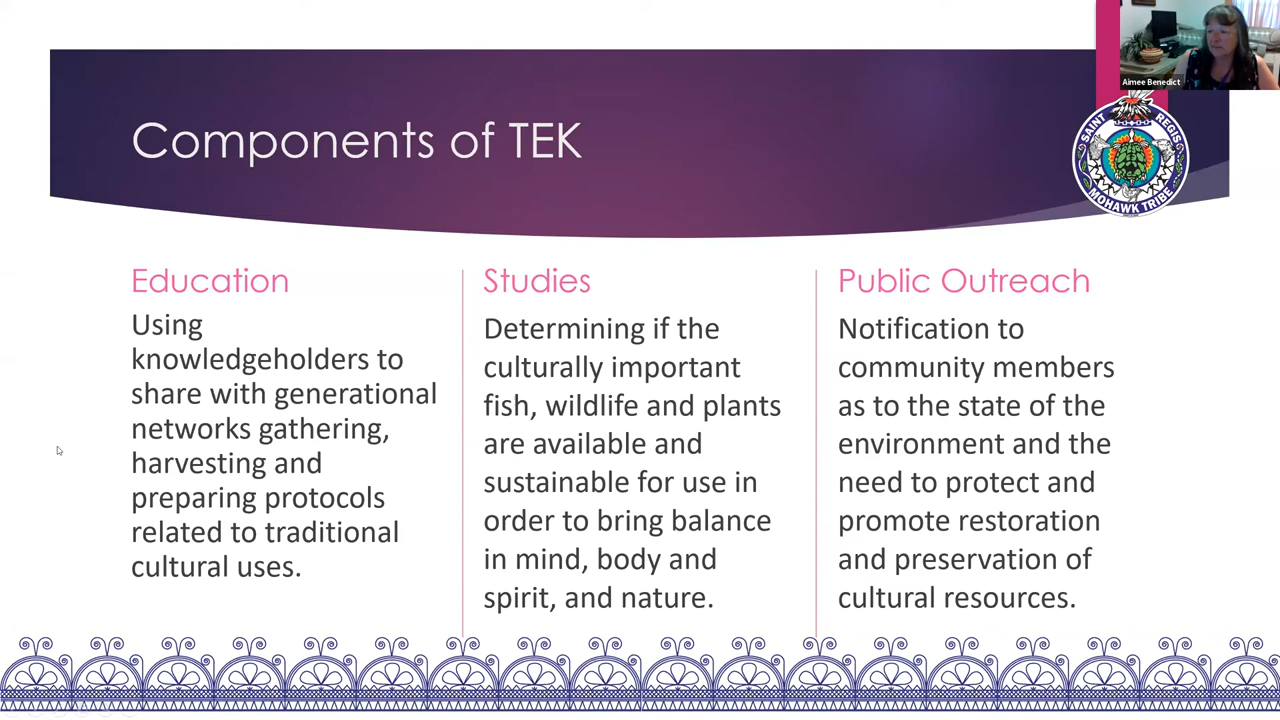 Aimee Benedict
Components of TEK
SAINT REGIS
MOHAWK TRIBE
Education
Using
knowledgeholders to
share with generational
networks gathering,
harvesting and
preparing protocols
related to traditional
cultural uses.
Studies
Determining if the
culturally important
fish, wildlife and plants
are available and
sustainable for use in
order to bring balance
in mind, body and
spirit, and nature.
Public Outreach
Notification to
community members
as to the state of the
environment and the
need to protect and
promote restoration
and preservation of
cultural resources.